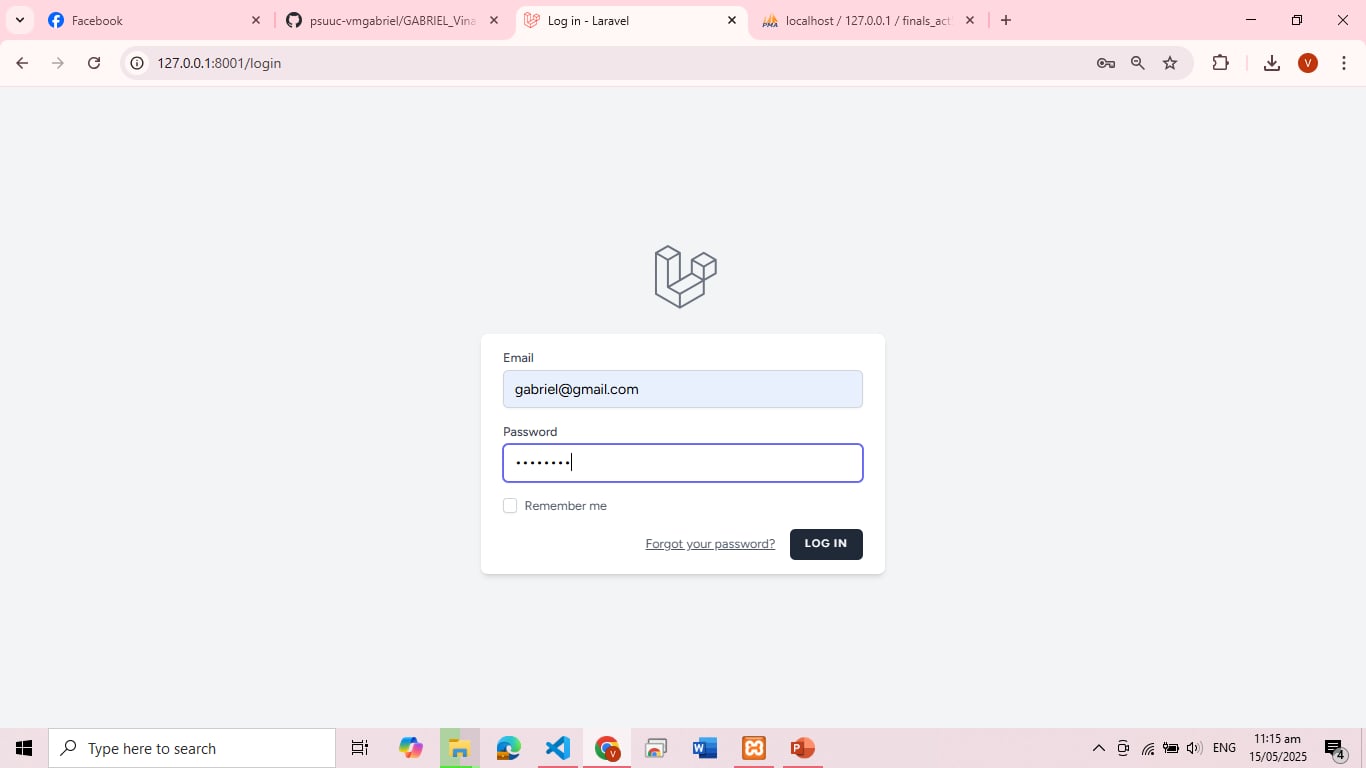 Facebook
psuuc-vmgabriel/GABRIEL_Vina
Log in - Laravel
PMA
localhost / 127.0.0.1 / finals_act
127.0.0.1:8001/login
V
Email
gabriel@gmail.com
Password
••••••••
Remember me
Forgot your password?
LOG IN
Type here to search
V
ENG
11:15 am
15/05/2025
4